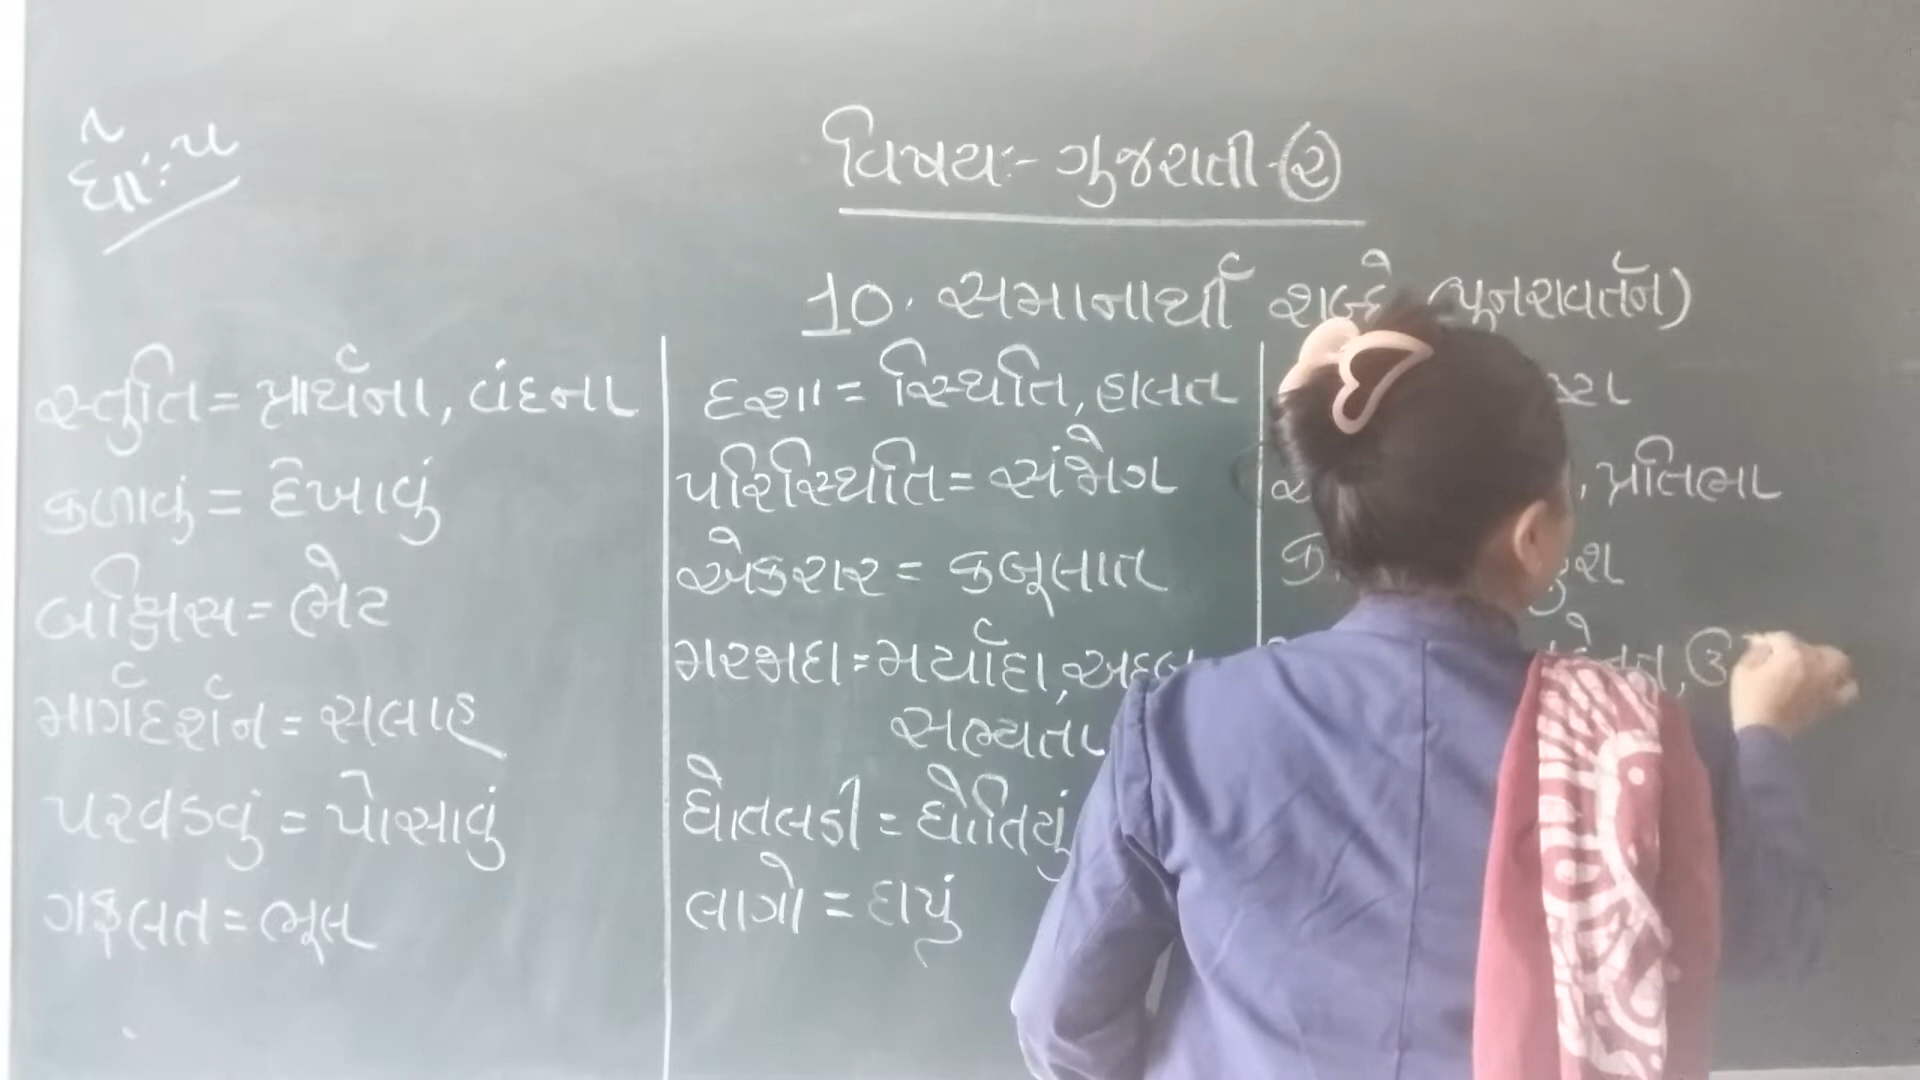 ધો:- ૫
વિષય:- ગુજરાતી-૨
10. સમાનાર્થી શબ્દો (પુનરાવર્તન)
સ્તુતિ = પ્રાર્થના, વંદના
કળાવું = દેખાવું
બક્ષિસ = ભેટ
માર્ગદર્શન = સલાહ
પરવડવું = પોસાવું
ગફલત = ભૂલ
દશા = સ્થિતિ, હાલત
પરિસ્થિતિ = સંજોગ
એકરાર = કબૂલાત
મરજાદા = મર્યાદા, અદબ
સભ્યતા
ધોતલડી = ધોતિયું
લાગો = દાપું
, પ્રતિભા